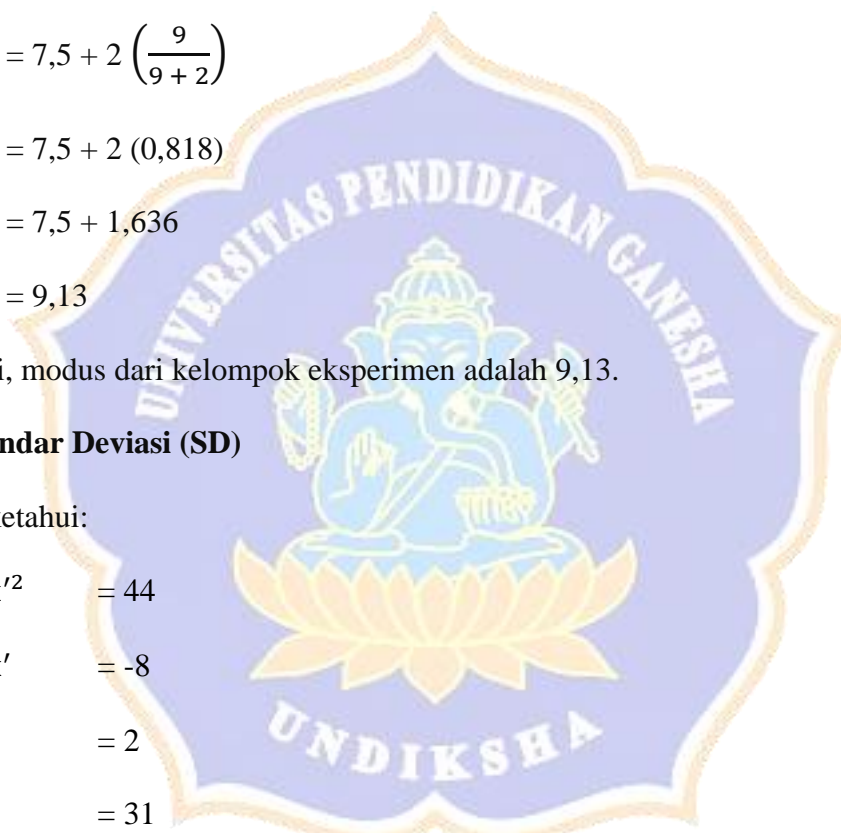 = 7,5 + 2 (9/(9 + 2))
= 7,5 + 2 (0,818)
= 7,5 + 1,636
= 9,13
i, modus dari kelompok eksperimen adalah 9,13.
ndar Deviasi (SD)
etahui:
′² = 44
′ = -8
= 2
= 31
UNIVERSITAS PENDIDIKAN GANESHA
UNDIKSHA